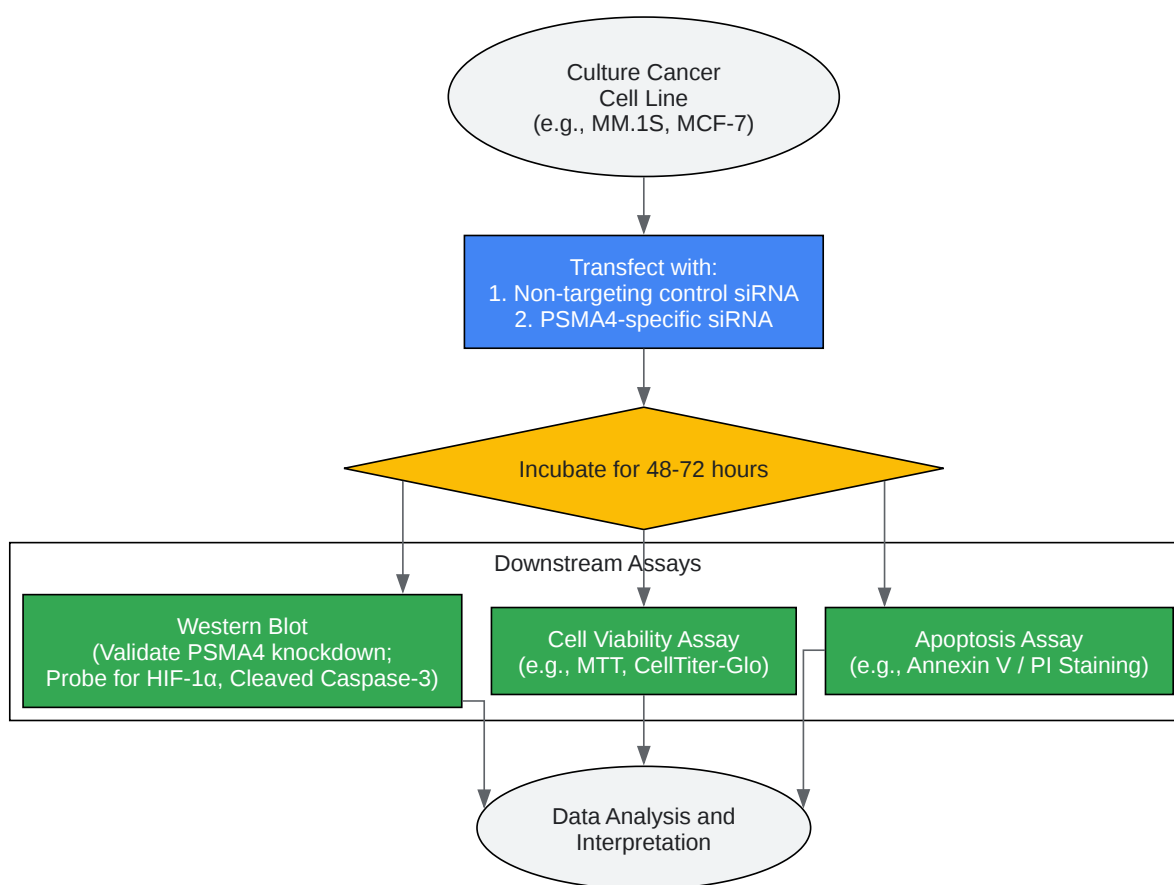 Culture Cancer
Cell Line
(e.g., MM.1S, MCF-7)
Transfect with:
1. Non-targeting control siRNA
2. PSMA4-specific siRNA
Incubate for 48-72 hours
Downstream Assays
Western Blot
(Validate PSMA4 knockdown;
Probe for HIF-1α, Cleaved Caspase-3)
Cell Viability Assay
(e.g., MTT, CellTiter-Glo)
Apoptosis Assay
(e.g., Annexin V / PI Staining)
Data Analysis and
Interpretation